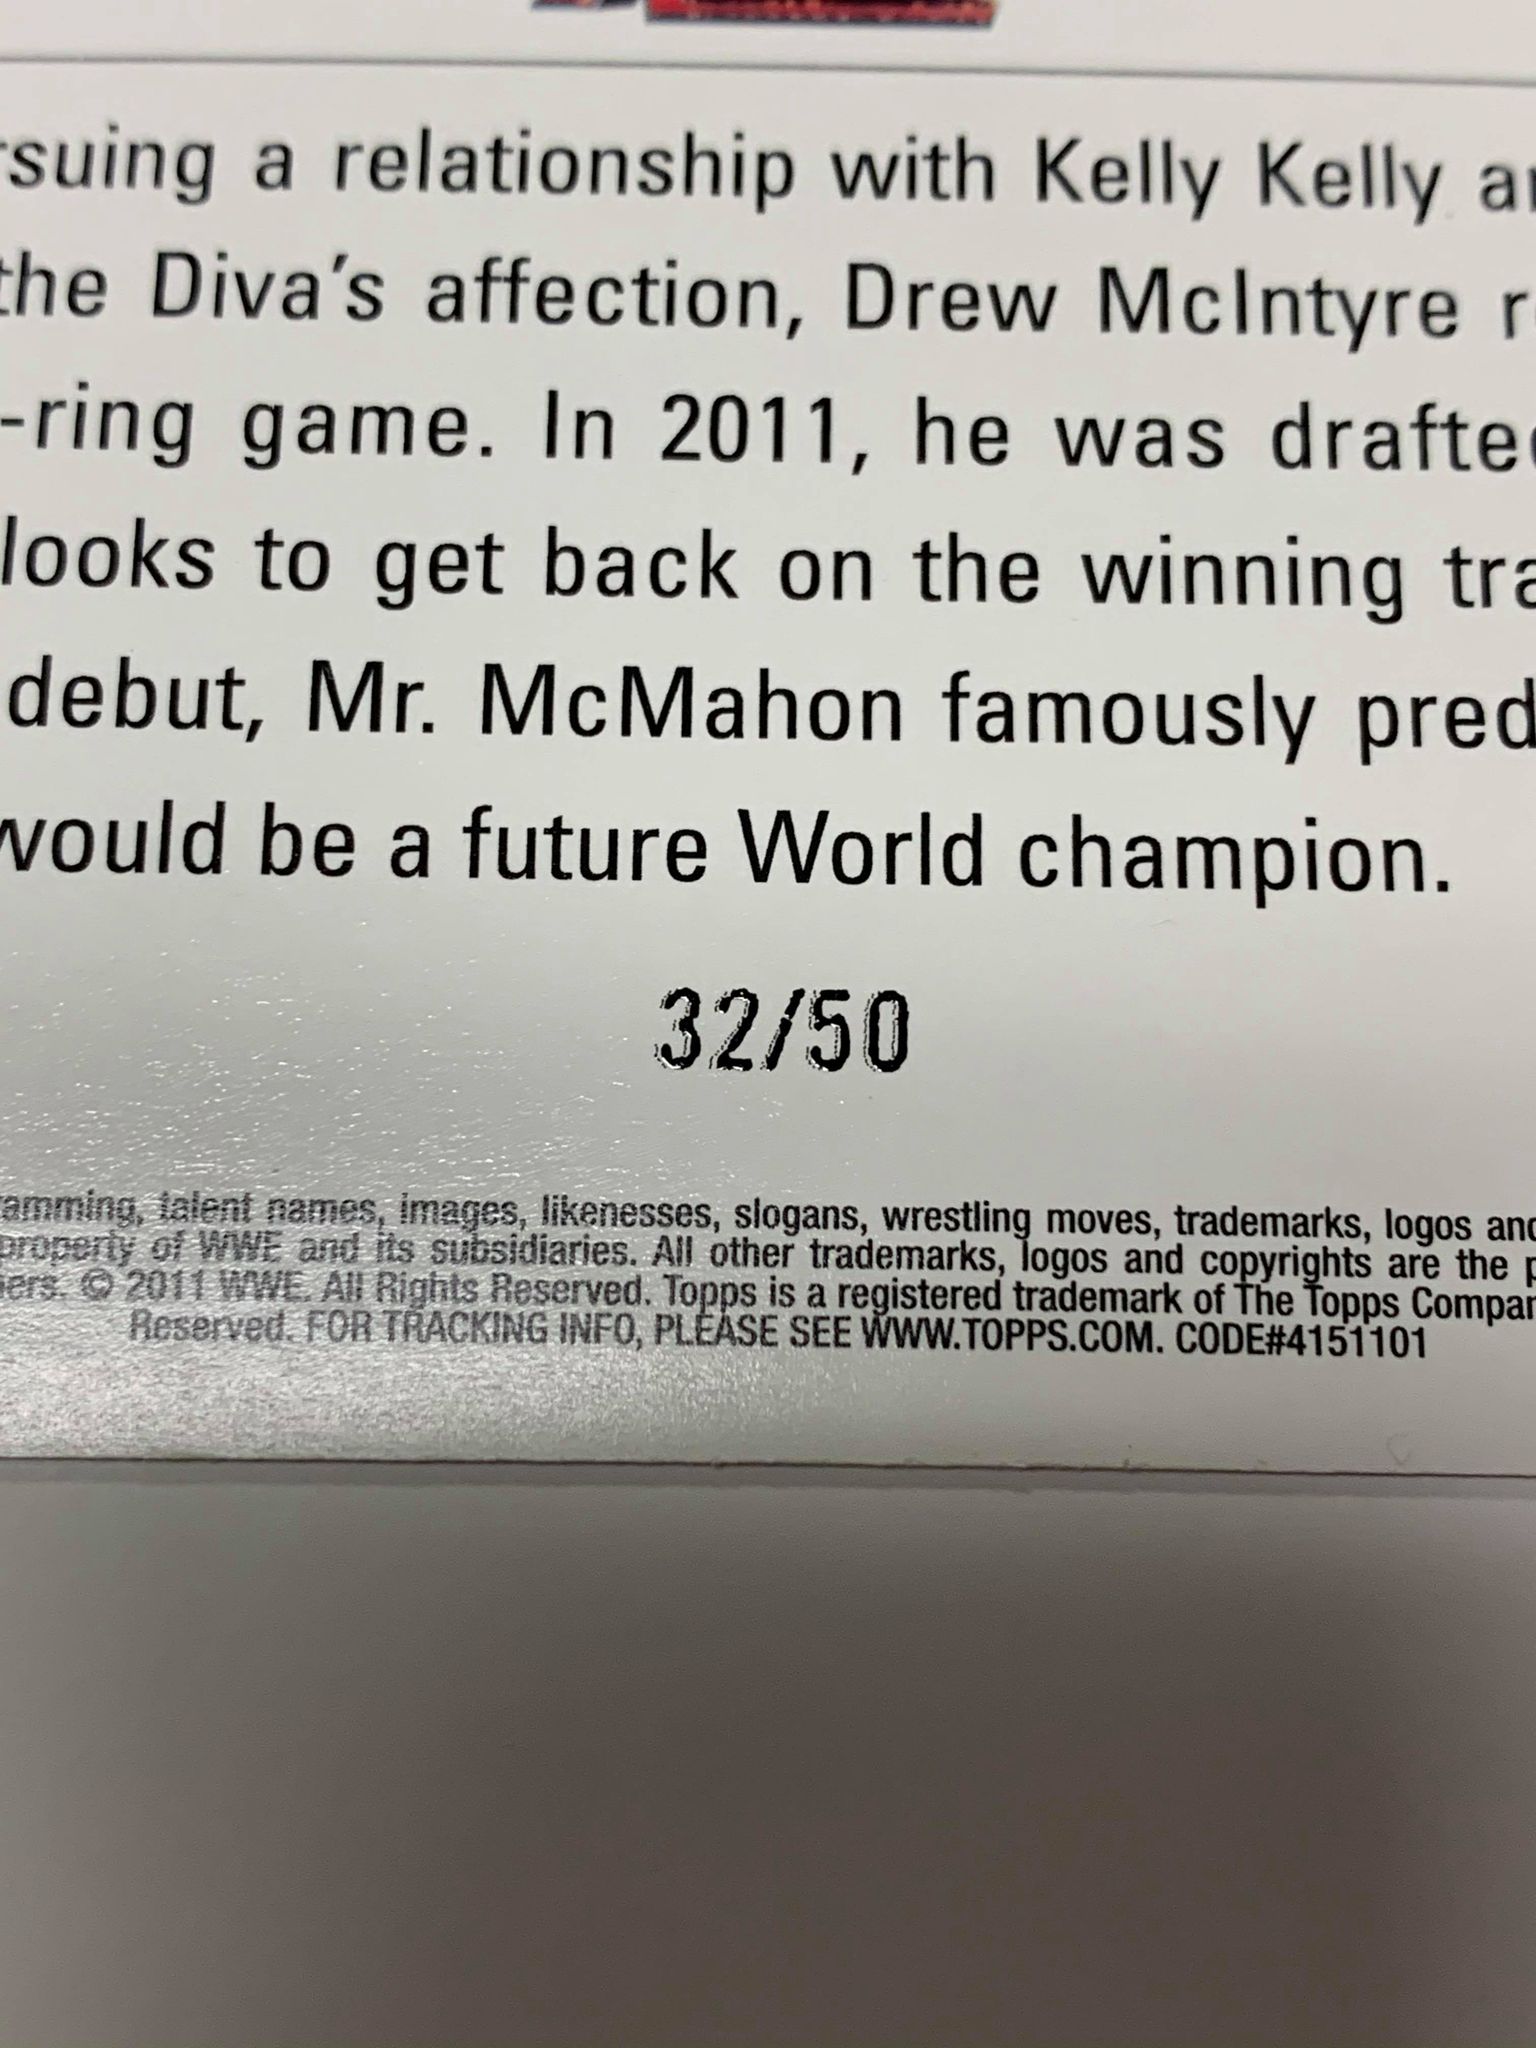 suing a relationship with Kelly Kelly
the Diva's affection, Drew McIntyre
-ring game. In 2011, he was drafted
looks to get back on the winning
debut, Mr. McMahon famously pred
would be a future World champion.
32/50
amming, talent names, images, likenesses, slogans, wrestling moves, trademarks, logos and
property of WWE and its subsidiaries. All other trademarks, logos and copyrights are the
ers. © 2011 WWE. All Rights Reserved. Topps is a registered trademark of The Topps Compan
Reserved. FOR TRACKING INFO, PLEASE SEE WWW.TOPPS.COM. CODE#4151101